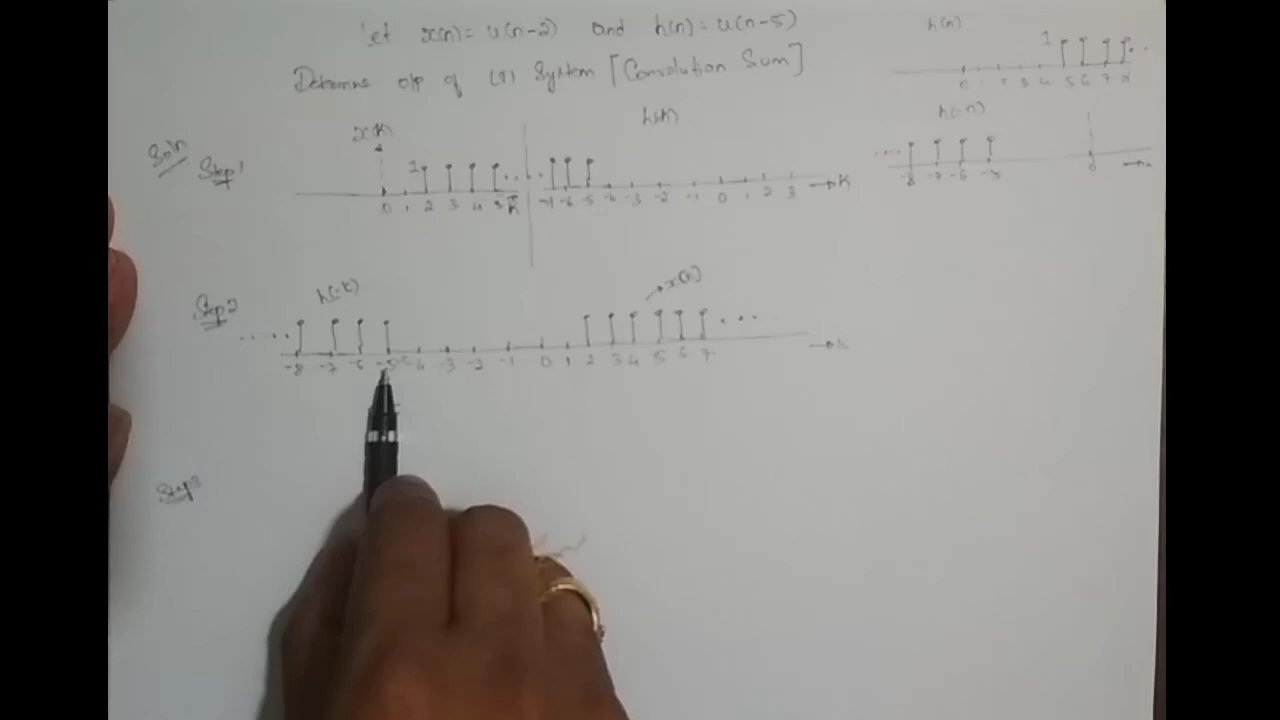 Let x(n) = u(n-2) and h(n) = u(n-5)
Determine o/p of LTI System [Convolution Sum]
h(n)
1
0 1 2 3 4 5 6 7 8
h(-n)
-8 -7 -6 -5 0
Soln
Step 1
x(k)
1
0 1 2 3 4 5 k
h(-k)
-7 -6 -5 -4 -3 -2 -1 0 1 2 3 k
Step 2
h(-k)
x(k)
-8 -7 -6 -5 -4 -3 -2 -1 0 1 2 3 4 5 6 7 k
Step 3